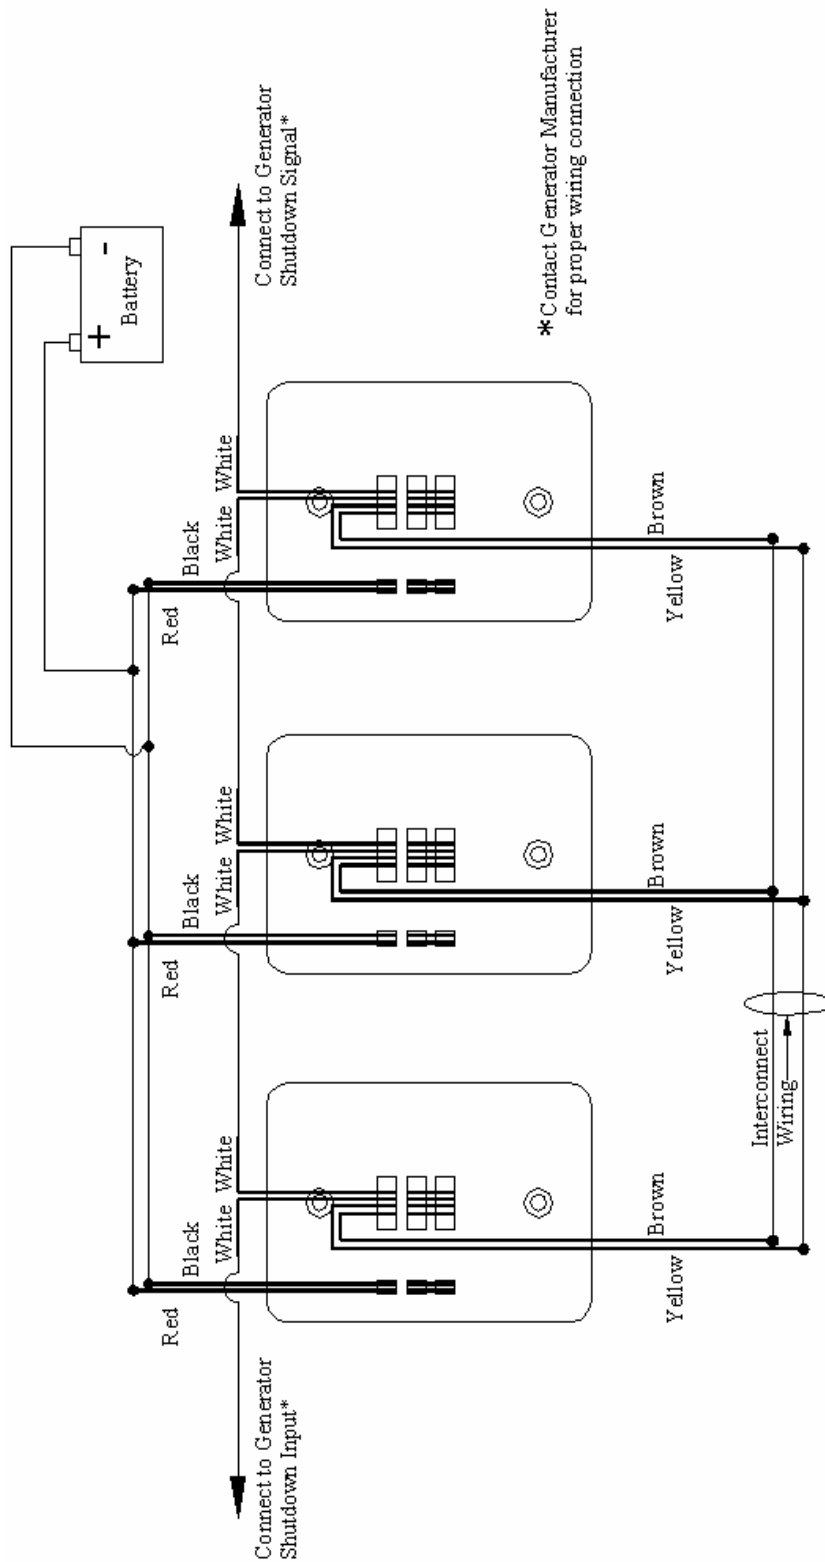 Connect to Generator
Shutdown Input*
Red
Black
White
White
Yellow
Brown
Interconnect
Wiring
Red
Black
White
White
Yellow
Brown
Red
Black
White
White
Yellow
Brown
+
-
Battery
Connect to Generator
Shutdown Signal*
*Contact Generator Manufacturer
for proper wiring connection